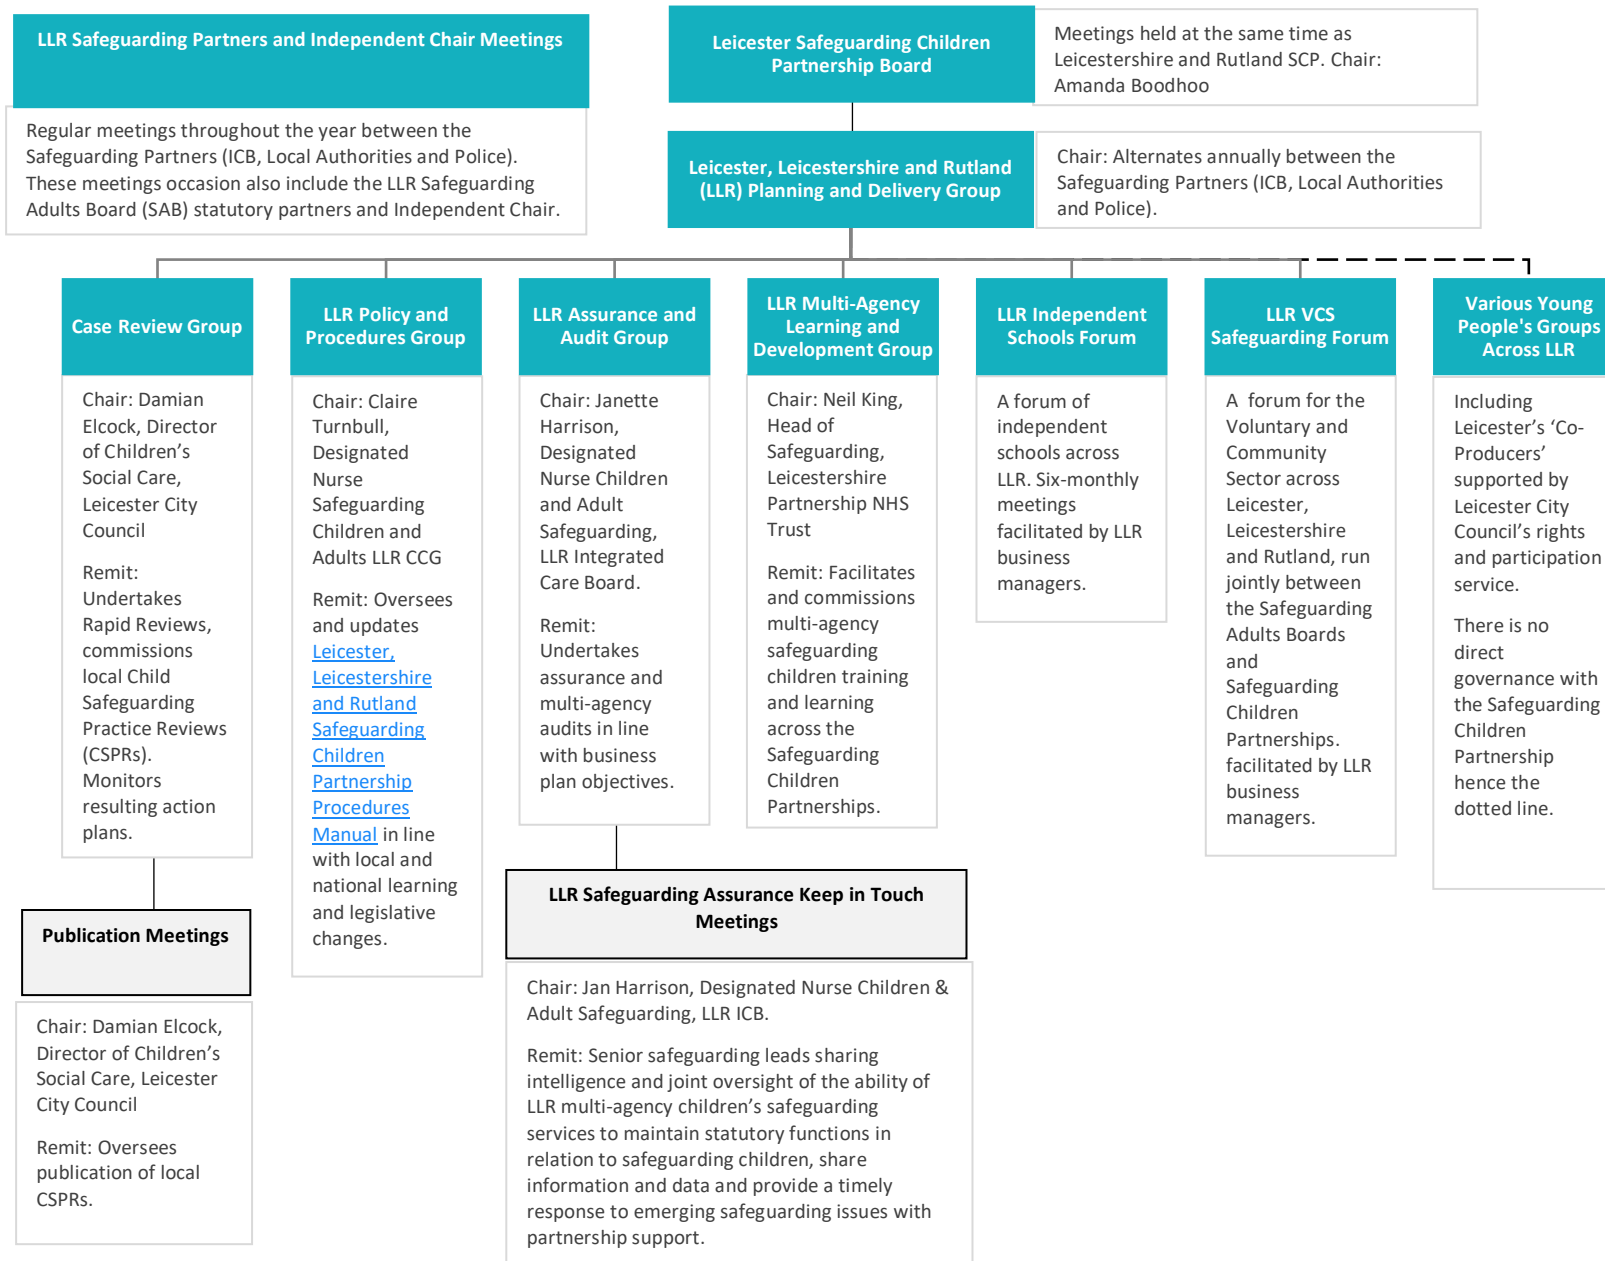 LLR Safeguarding Partners and Independent Chair Meetings
Regular meetings throughout the year between the
Safeguarding Partners (ICB, Local Authorities and Police).
These meetings occasion also include the LLR Safeguarding
Adults Board (SAB) statutory partners and Independent Chair.
Leicester Safeguarding Children
Partnership Board
Meetings held at the same time as
Leicestershire and Rutland SCP. Chair:
Amanda Boodhoo
Leicester, Leicestershire and Rutland
(LLR) Planning and Delivery Group
Chair: Alternates annually between the
Safeguarding Partners (ICB, Local Authorities
and Police).
Case Review Group
Chair: Damian
Elcock, Director
of Children’s
Social Care,
Leicester City
Council
Remit:
Undertakes
Rapid Reviews,
commissions
local Child
Safeguarding
Practice Reviews
(CSPRs).
Monitors
resulting action
plans.
Publication Meetings
Chair: Damian Elcock,
Director of Children’s
Social Care, Leicester
City Council
Remit: Oversees
publication of local
CSPRs.
LLR Policy and
Procedures Group
Chair: Claire
Turnbull,
Designated
Nurse
Safeguarding
Children and
Adults LLR CCG
Remit: Oversees
and updates
Leicester,
Leicestershire
and Rutland
Safeguarding
Children
Partnership
Procedures
Manual in line
with local and
national learning
and legislative
changes.
LLR Assurance and
Audit Group
Chair: Janette
Harrison,
Designated
Nurse Children
and Adult
Safeguarding,
LLR Integrated
Care Board.
Remit:
Undertakes
assurance and
multi-agency
audits in line
with business
plan objectives.
LLR Safeguarding Assurance Keep in Touch
Meetings
Chair: Jan Harrison, Designated Nurse Children &
Adult Safeguarding, LLR ICB.
Remit: Senior safeguarding leads sharing
intelligence and joint oversight of the ability of
LLR multi-agency children’s safeguarding
services to maintain statutory functions in
relation to safeguarding children, share
information and data and provide a timely
response to emerging safeguarding issues with
partnership support.
LLR Multi-Agency
Learning and
Development Group
Chair: Neil King,
Head of
Safeguarding,
Leicestershire
Partnership NHS
Trust
Remit: Facilitates
and commissions
multi-agency
safeguarding
children training
and learning
across the
Safeguarding
Children
Partnerships.
LLR Independent
Schools Forum
A forum of
independent
schools across
LLR. Six-monthly
meetings
facilitated by LLR
business
managers.
LLR VCS
Safeguarding Forum
A forum for the
Voluntary and
Community
Sector across
Leicester,
Leicestershire
and Rutland, run
jointly between
the Safeguarding
Adults Boards
and
Safeguarding
Children
Partnerships.
facilitated by LLR
business
managers.
Various Young
People's Groups
Across LLR
Including
Leicester’s ‘Co-
Producers’
supported by
Leicester City
Council’s rights
and participation
service.
There is no
direct
governance with
the Safeguarding
Children
Partnership
hence the
dotted line.